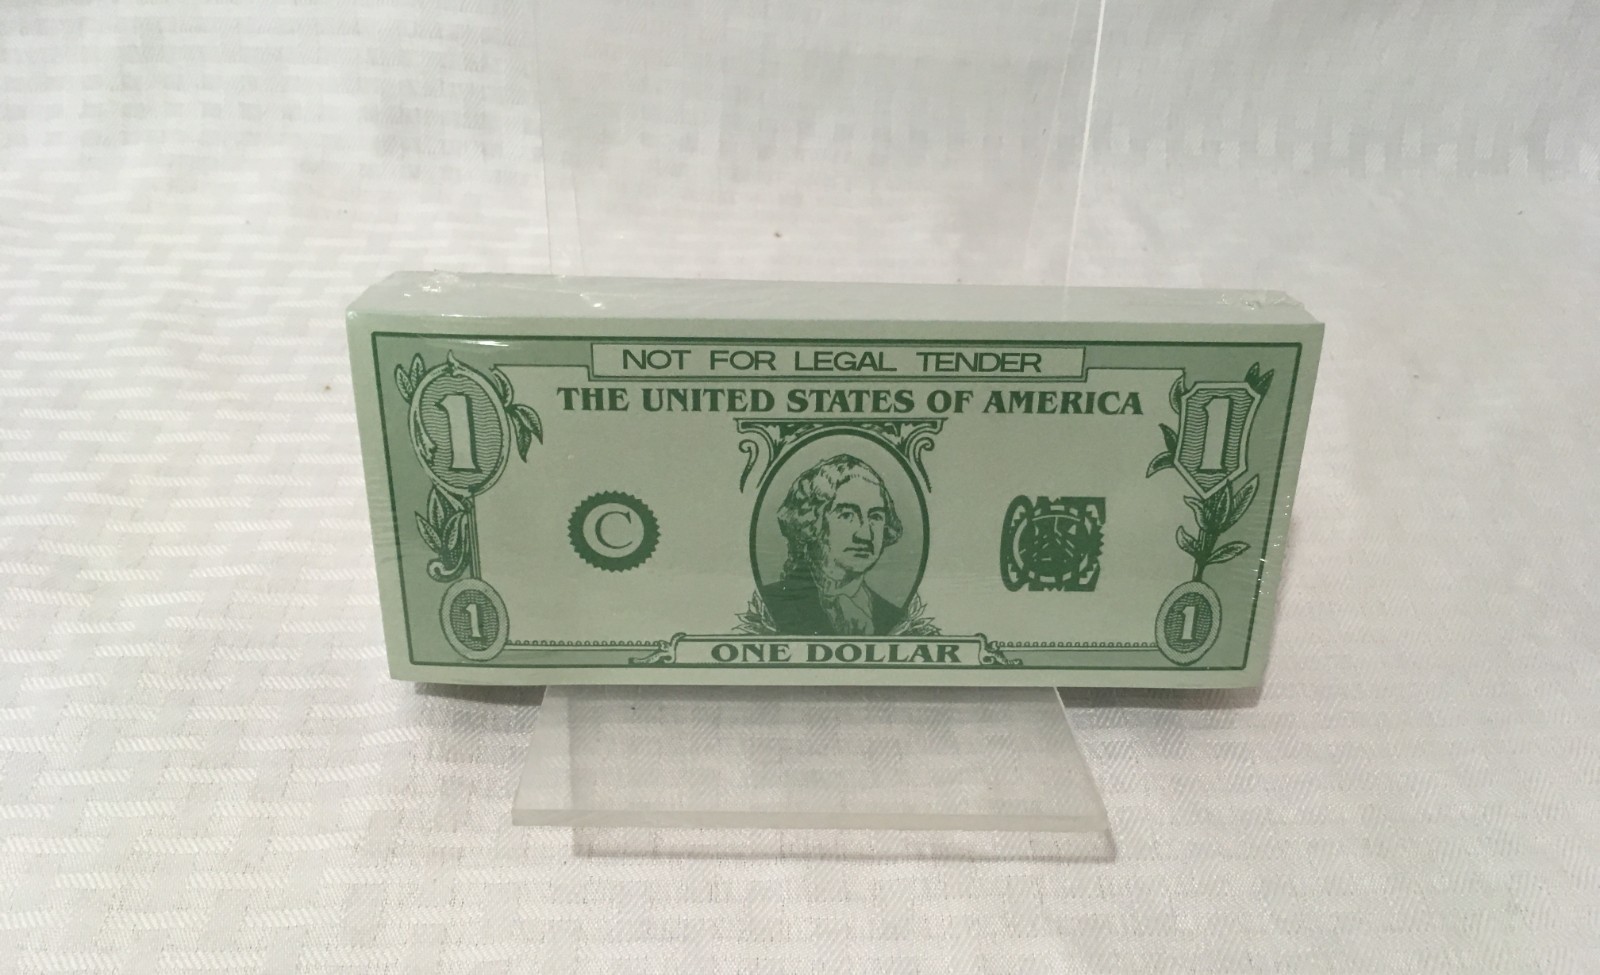 NOT FOR LEGAL TENDER
THE UNITED STATES OF AMERICA
1 1
C
1 1
ONE DOLLAR